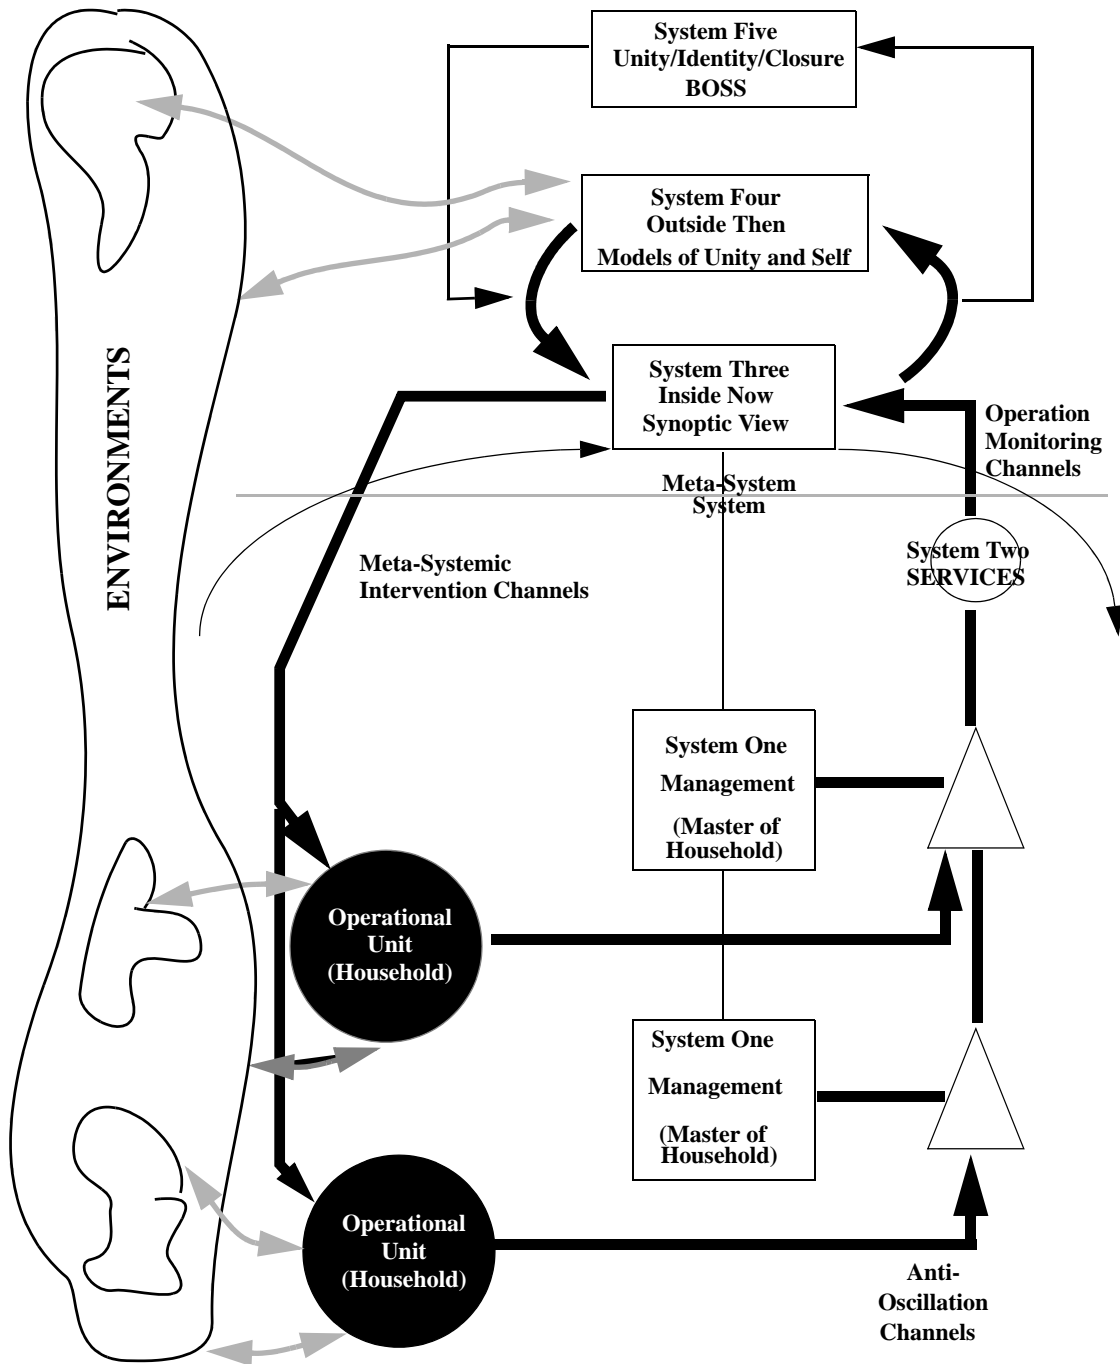 System Five
Unity/Identity/Closure
BOSS
System Four
Outside Then
Models of Unity and Self
ENVIRONMENTS
System Three
Inside Now
Synoptic View
Operation
Monitoring
Channels
Meta-System
System
Meta-Systemic
Intervention Channels
System Two
SERVICES
System One
Management
(Master of
Household)
Operational
Unit
(Household)
System One
Management
(Master of
Household)
Operational
Unit
(Household)
Anti-
Oscillation
Channels